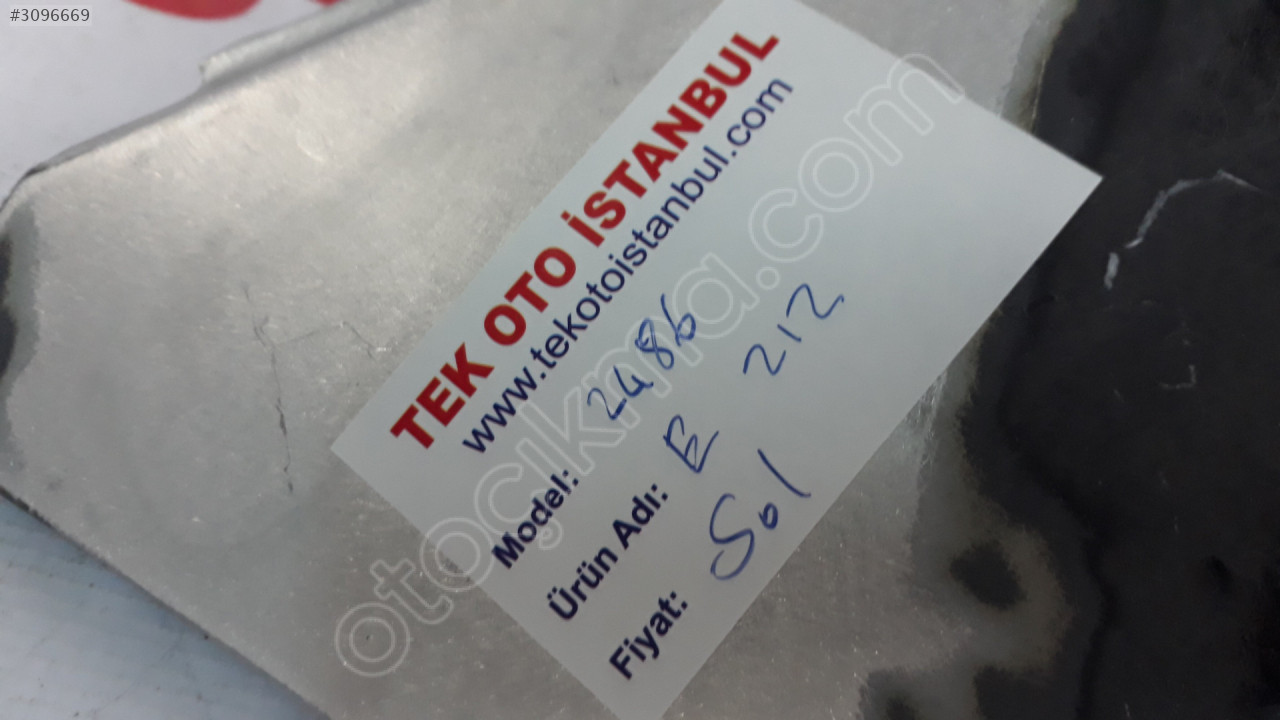 #3096669
TEK OTO İSTANBUL
www.tekotoistanbul.com
Model: 2486
Ürün Adı: E 212
Fiyat: Sol
otoçıkma.com